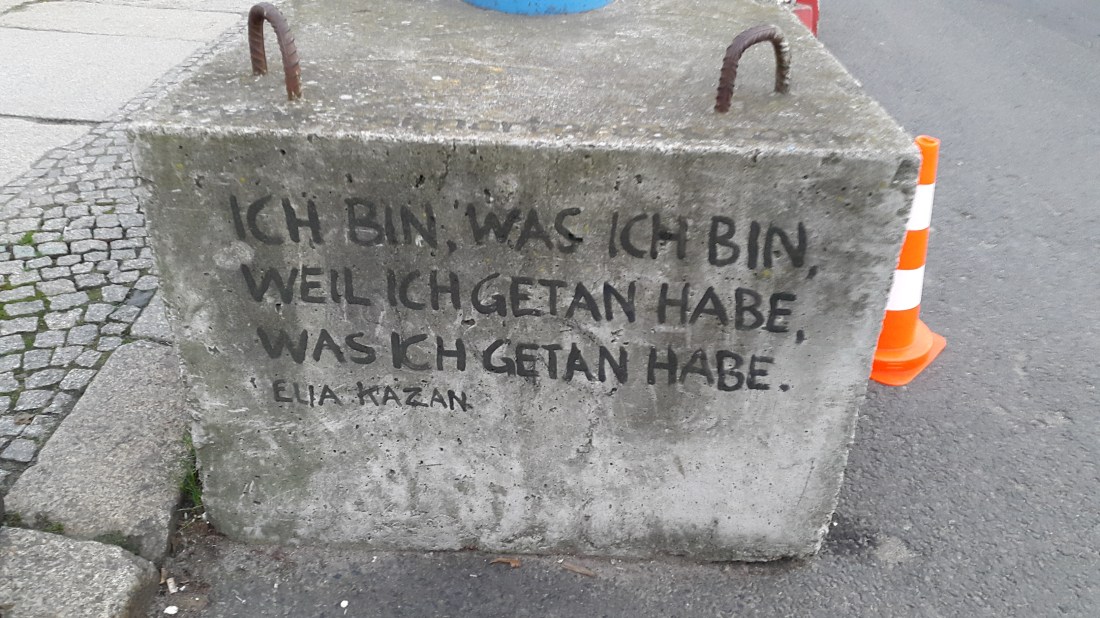 ICH BIN, WAS ICH BIN,
WEIL ICH GETAN HABE,
WAS ICH GETAN HABE.
ELIA KAZAN.